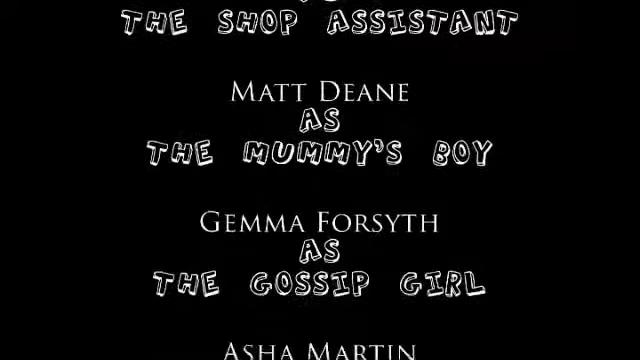 THE SHOP ASSISTANT
MATT DEANE
AS
THE MUMMY'S BOY
GEMMA FORSYTH
AS
THE GOSSIP GIRL
ASHA MARTIN